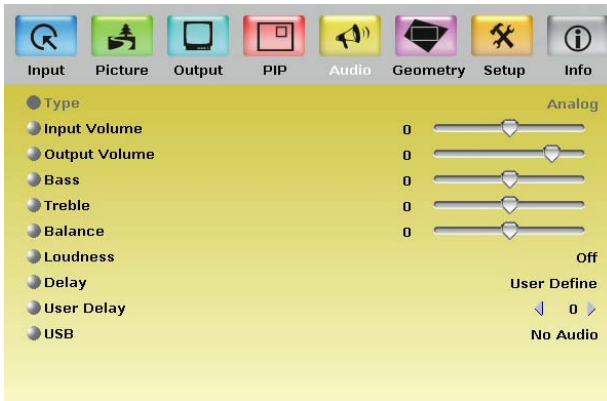 Input Picture Output PIP Audio Geometry Setup Info
Type Analog
Input Volume 0
Output Volume 0
Bass 0
Treble 0
Balance 0
Loudness Off
Delay User Define
User Delay 0
USB No Audio